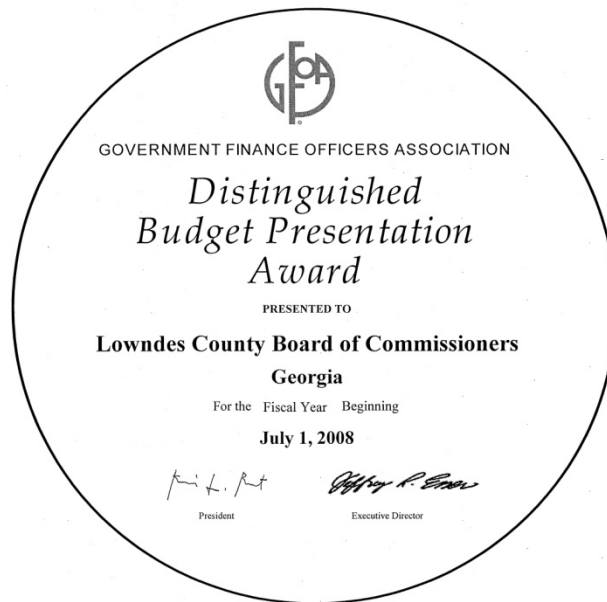 GFOA
GOVERNMENT FINANCE OFFICERS ASSOCIATION
Distinguished
Budget Presentation
Award
PRESENTED TO
Lowndes County Board of Commissioners
Georgia
For the Fiscal Year Beginning
July 1, 2008
President Executive Director